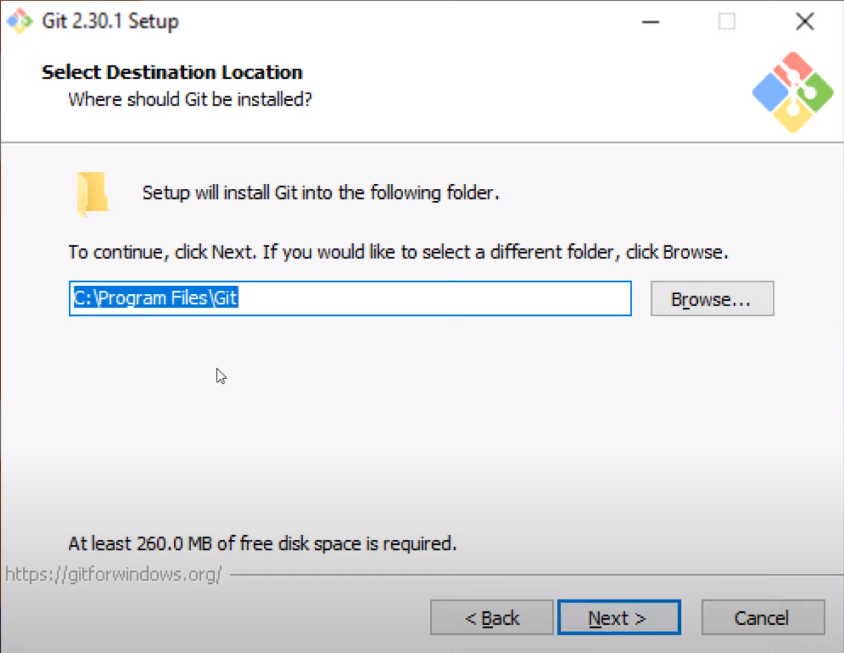 Git 2.30.1 Setup
Select Destination Location
Where should Git be installed?
Setup will install Git into the following folder.
To continue, click Next. If you would like to select a different folder, click Browse.
C:\Program Files\Git
Browse...
At least 260.0 MB of free disk space is required.
https://gitforwindows.org/
< Back
Next >
Cancel